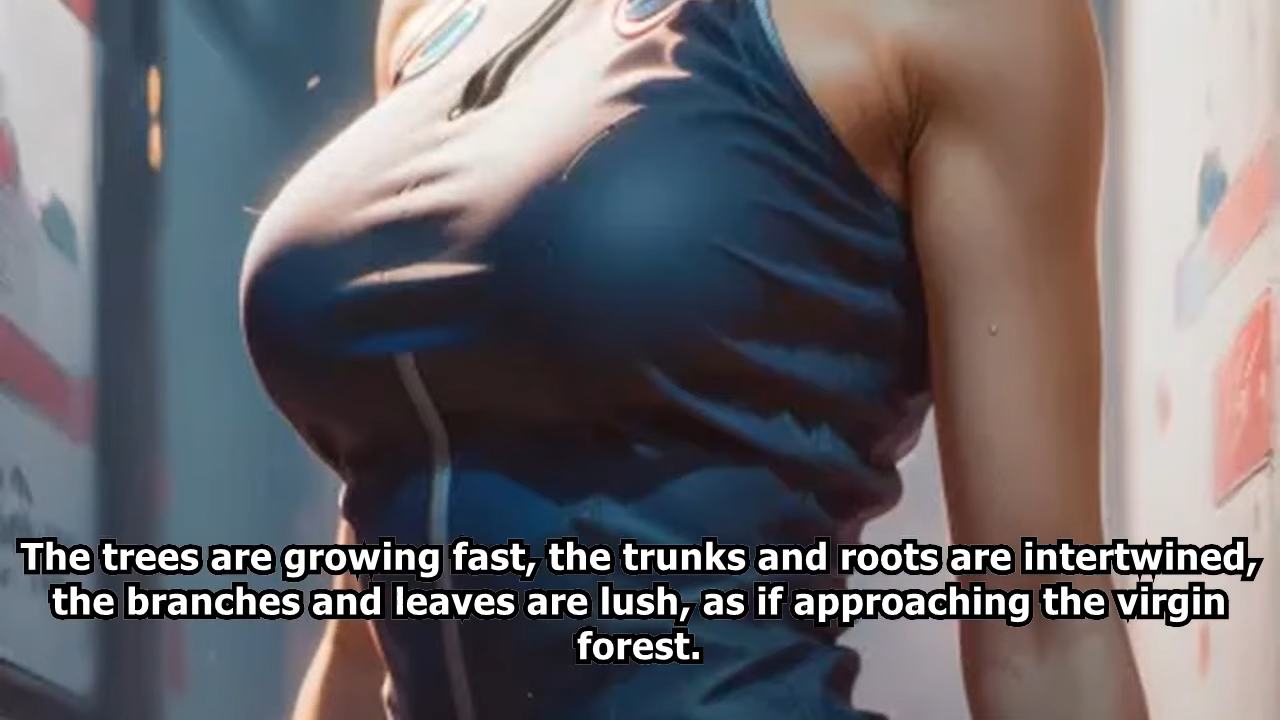 The trees are growing fast, the trunks and roots are intertwined,
the branches and leaves are lush, as if approaching the virgin
forest.